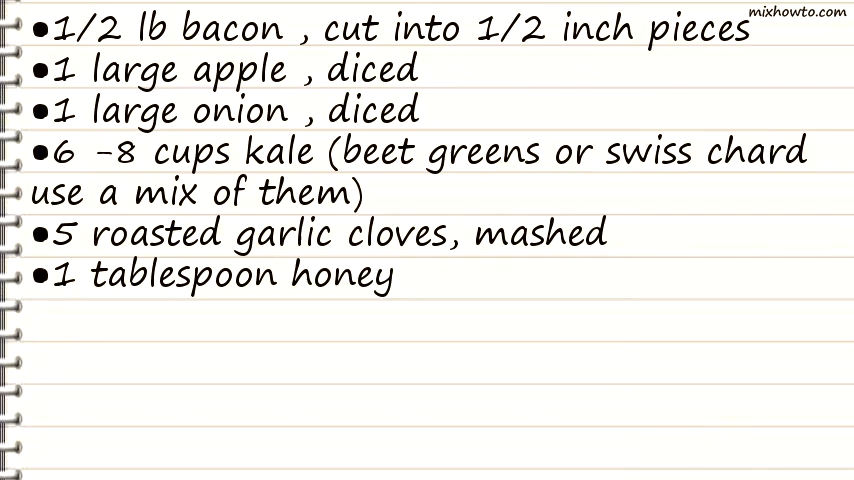 mixhowto.com
•1/2 lb bacon , cut into 1/2 inch pieces
•1 large apple , diced
•1 large onion , diced
•6 -8 cups kale (beet greens or swiss chard
use a mix of them)
•5 roasted garlic cloves, mashed
•1 tablespoon honey